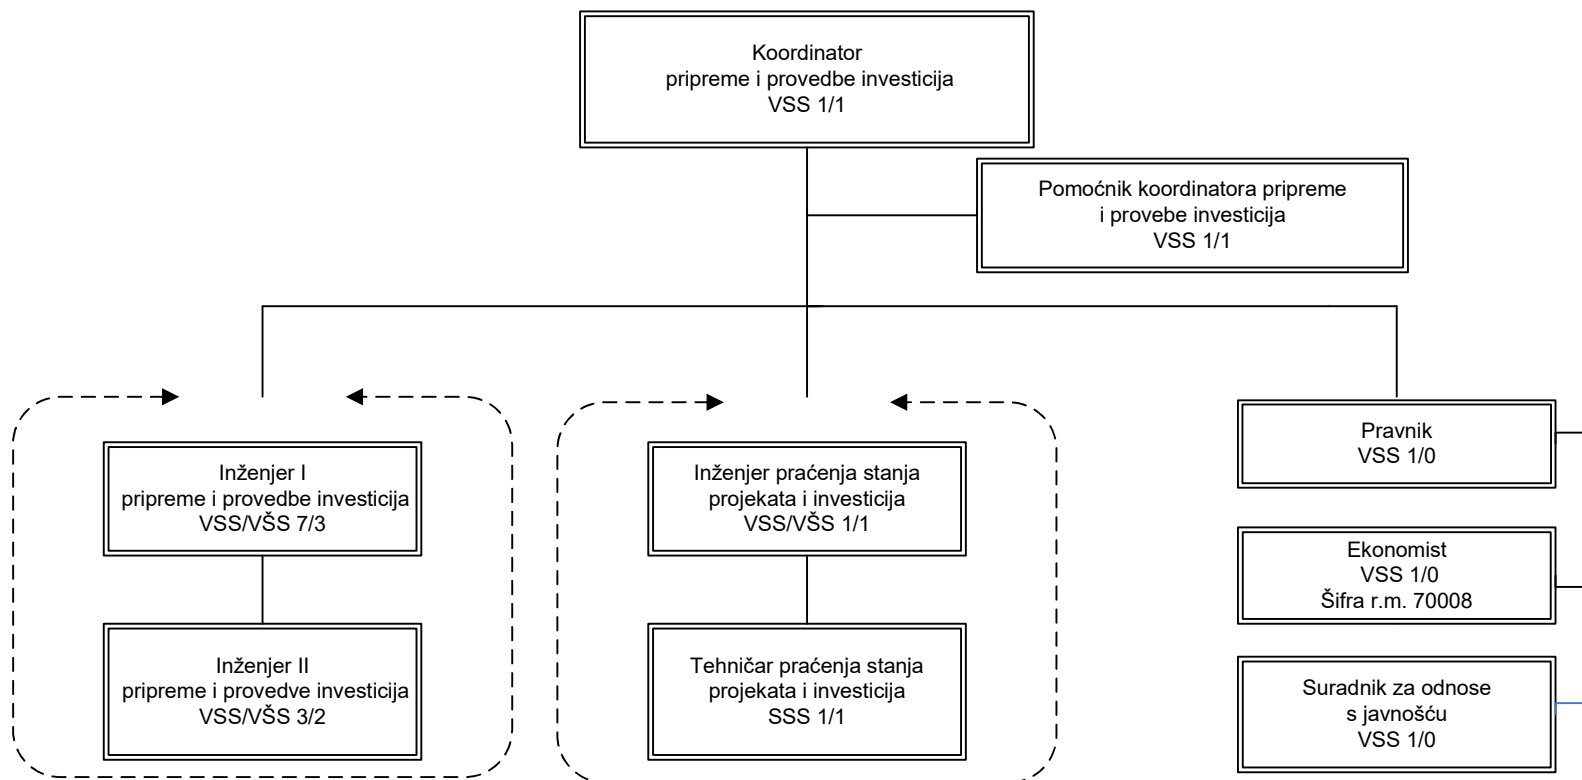 Koordinator
pripreme i provedbe investicija
VSS 1/1
Pomoćnik koordinatora pripreme
i provebe investicija
VSS 1/1
Inženjer I
pripreme i provedbe investicija
VSS/VŠS 7/3
Inženjer II
pripreme i provedve investicija
VSS/VŠS 3/2
Inženjer praćenja stanja
projekata i investicija
VSS/VŠS 1/1
Tehničar praćenja stanja
projekata i investicija
SSS 1/1
Pravnik
VSS 1/0
Ekonomist
VSS 1/0
Šifra r.m. 70008
Suradnik za odnose
s javnošću
VSS 1/0